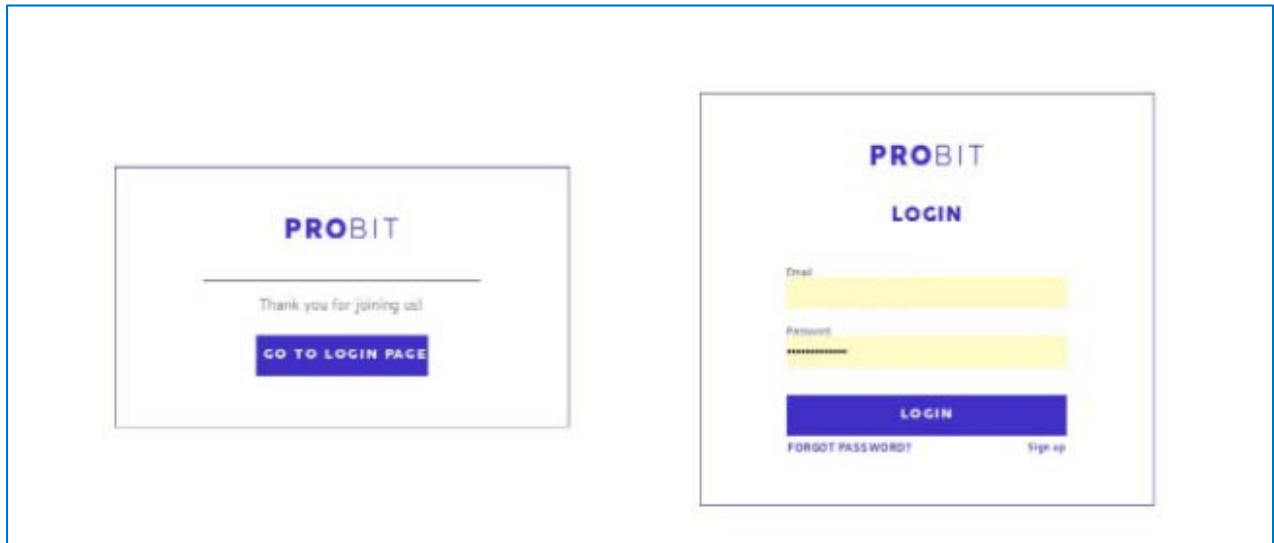 PROBIT
Thank you for joining us!
GO TO LOGIN PAGE
PROBIT
LOGIN
Email
Password
LOGIN
FORGOT PASSWORD?
Sign up